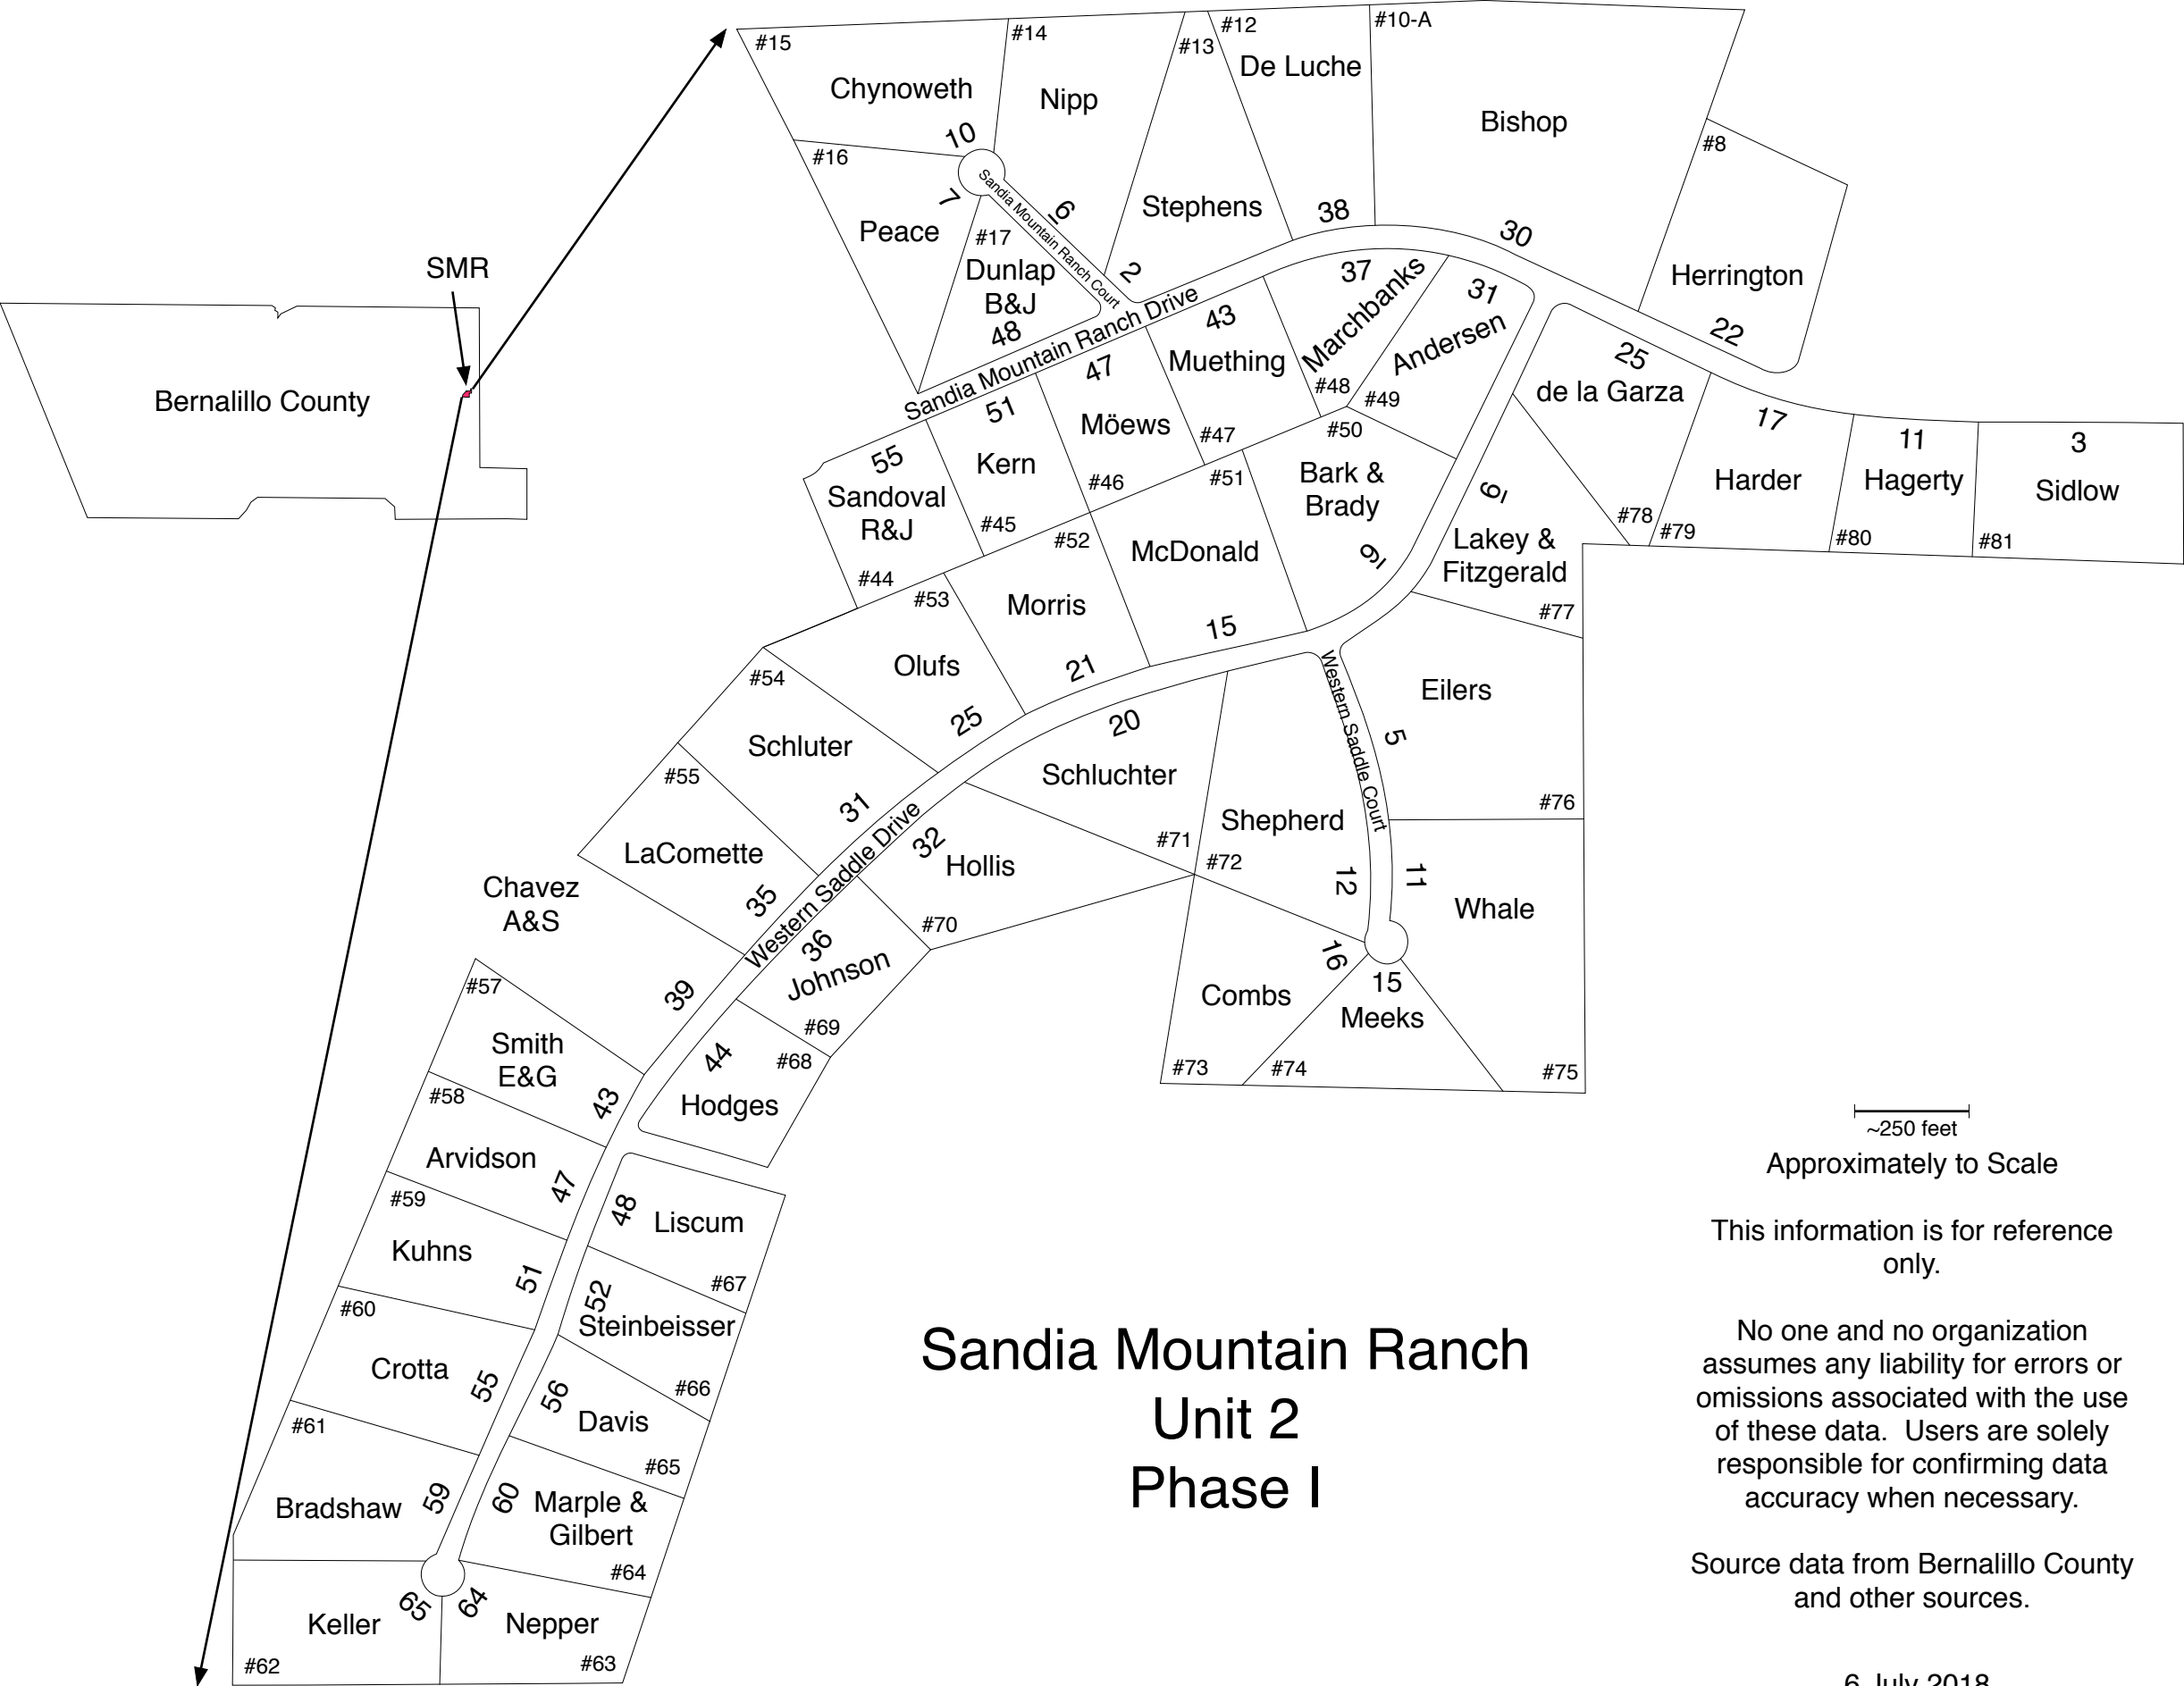 #15
Chynoweth
10
#14
Nipp
6
#13
Stephens
2
#12
De Luche
38
#10-A
Bishop
30
#8
Herrington
22
#16
Peace
7
#17
Dunlap
B&J
48
Sandia Mountain Ranch Court
Sandia Mountain Ranch Drive
SMR
Bernalillo County
55
Sandoval
R&J
#44
51
Kern
#45
47
Möews
#46
43
Muething
#47
37
Marchbanks
#48
31
Andersen
#49
25
de la Garza
#78
17
Harder
#79
11
Hagerty
#80
3
Sidlow
#81
#50
Bark &
Brady
9
#51
McDonald
15
#52
Morris
21
#53
Olufs
25
#54
Schluter
31
#55
LaComette
35
Chavez
A&S
39
6
Lakey &
Fitzgerald
#77
Eilers
5
#76
Western Saddle Court
Western Saddle Drive
20
Schluchter
#71
Shepherd
#72
12
11
Whale
#75
32
Hollis
#70
36
Johnson
#69
16
Combs
#73
15
Meeks
#74
44
#68
Hodges
#57
Smith
E&G
43
#58
Arvidson
47
#59
Kuhns
51
#60
Crotta
55
#61
Bradshaw
59
48
Liscum
#67
52
Steinbeisser
#66
56
Davis
#65
60
Marple &
Gilbert
#64
65
Keller
#62
64
Nepper
#63
Sandia Mountain Ranch
Unit 2
Phase I
~250 feet
Approximately to Scale
This information is for reference
only.
No one and no organization
assumes any liability for errors or
omissions associated with the use
of these data.  Users are solely
responsible for confirming data
accuracy when necessary.
Source data from Bernalillo County
and other sources.
6 July 2018